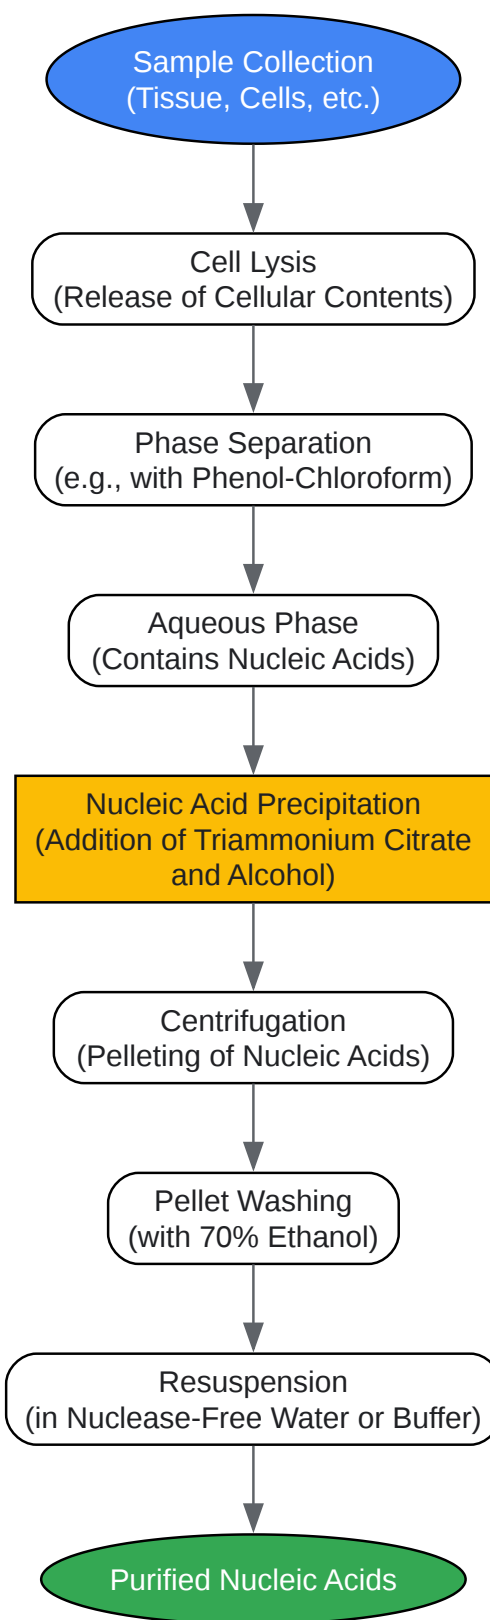 Sample Collection
(Tissue, Cells, etc.)
Cell Lysis
(Release of Cellular Contents)
Phase Separation
(e.g., with Phenol-Chloroform)
Aqueous Phase
(Contains Nucleic Acids)
Nucleic Acid Precipitation
(Addition of Triammonium Citrate
and Alcohol)
Centrifugation
(Pelleting of Nucleic Acids)
Pellet Washing
(with 70% Ethanol)
Resuspension
(in Nuclease-Free Water or Buffer)
Purified Nucleic Acids